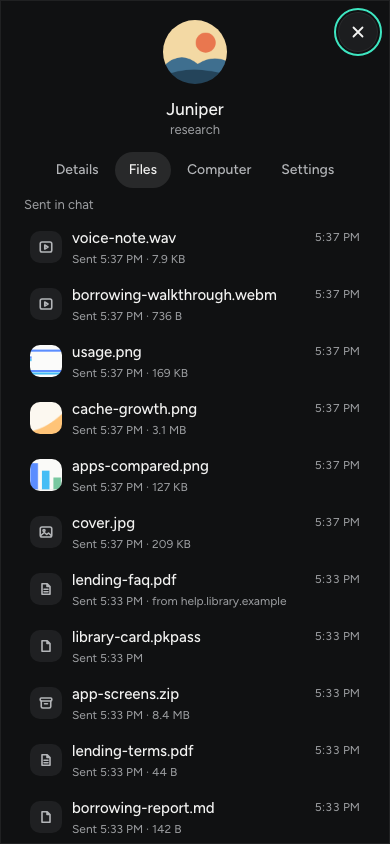 Juniper
research
Details Files Computer Settings
Sent in chat
voice-note.wav 5:37 PM
Sent 5:37 PM · 7.9 KB
borrowing-walkthrough.webm 5:37 PM
Sent 5:37 PM · 736 B
usage.png 5:37 PM
Sent 5:37 PM · 169 KB
cache-growth.png 5:37 PM
Sent 5:37 PM · 3.1 MB
apps-compared.png 5:37 PM
Sent 5:37 PM · 127 KB
cover.jpg 5:37 PM
Sent 5:37 PM · 209 KB
lending-faq.pdf 5:33 PM
Sent 5:33 PM · from help.library.example
library-card.pkpass 5:33 PM
Sent 5:33 PM
app-screens.zip 5:33 PM
Sent 5:33 PM · 8.4 MB
lending-terms.pdf 5:33 PM
Sent 5:33 PM · 44 B
borrowing-report.md 5:33 PM
Sent 5:33 PM · 142 B